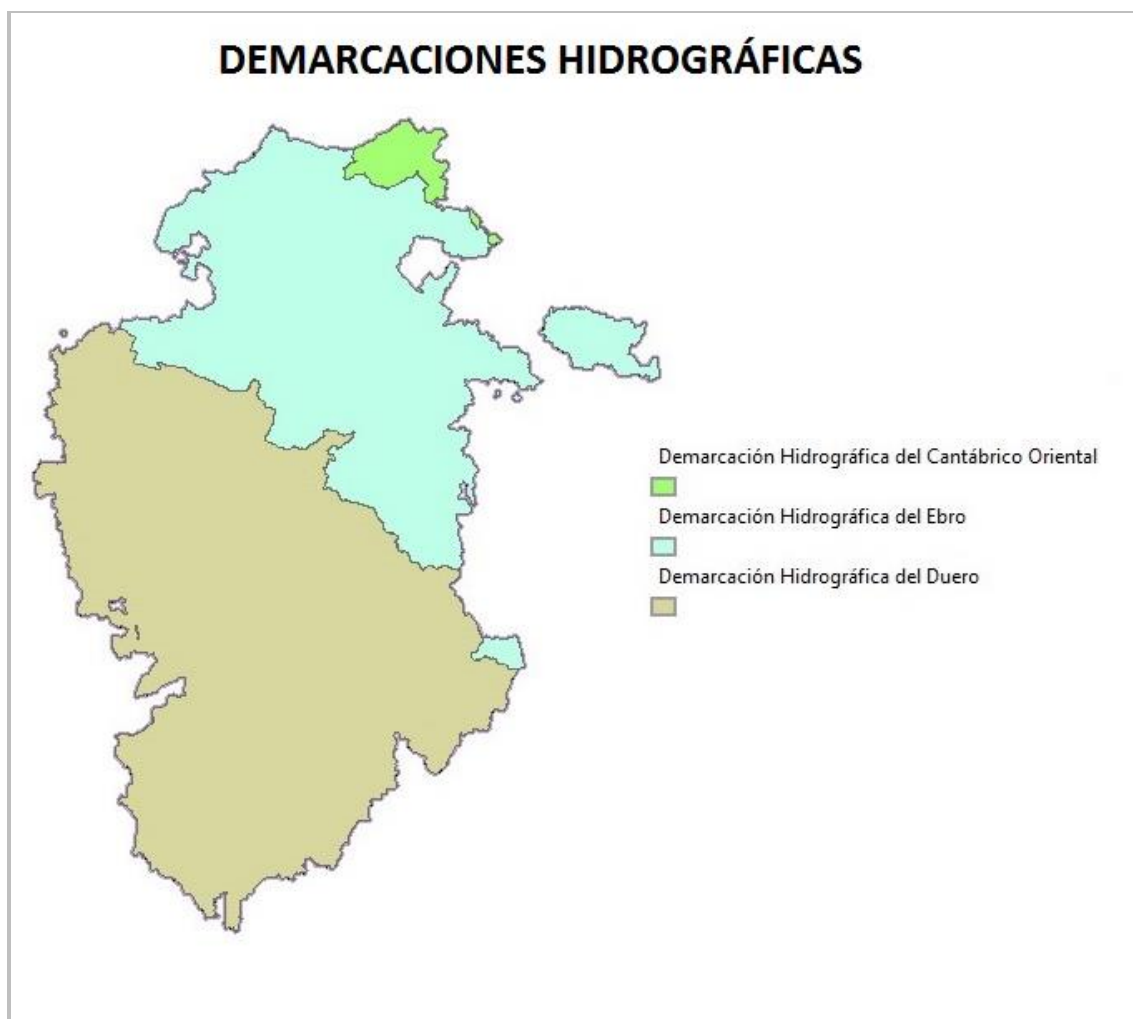 DEMARCACIONES HIDROGRÁFICAS
Demarcación Hidrográfica del Cantábrico Oriental
Demarcación Hidrográfica del Ebro
Demarcación Hidrográfica del Duero